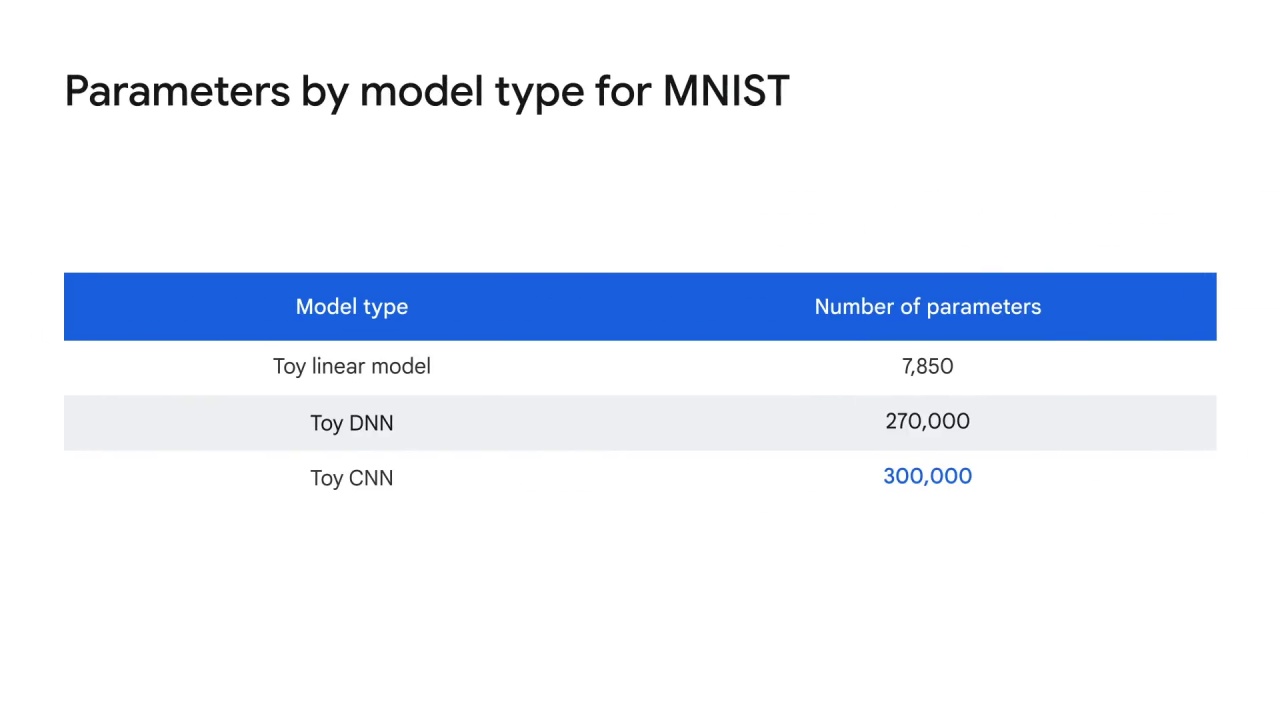 Parameters by model type for MNIST
Model type Number of parameters
Toy linear model 7,850
Toy DNN 270,000
Toy CNN 300,000